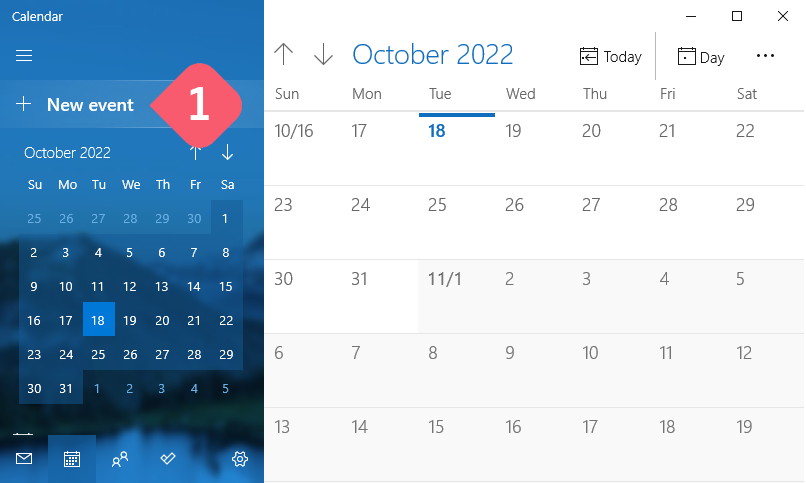 Calendar
New event
1
October 2022
Su Mo Tu We Th Fr Sa
25 26 27 28 29 30 1
2 3 4 5 6 7 8
9 10 11 12 13 14 15
16 17 18 19 20 21 22
23 24 25 26 27 28 29
30 31 1 2 3 4 5
October 2022
Today
Day
Sun Mon Tue Wed Thu Fri Sat
10/16 17 18 19 20 21 22
23 24 25 26 27 28 29
30 31 11/1 2 3 4 5
6 7 8 9 10 11 12
13 14 15 16 17 18 19